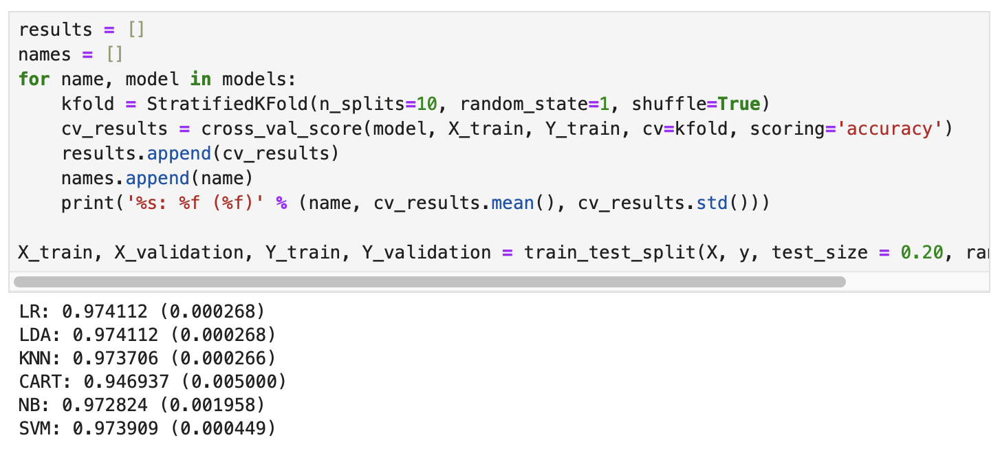 results = []
names = []
for name, model in models:
    kfold = StratifiedKFold(n_splits=10, random_state=1, shuffle=True)
    cv_results = cross_val_score(model, X_train, Y_train, cv=kfold, scoring='accuracy')
    results.append(cv_results)
    names.append(name)
    print('%s: %f (%f)' % (name, cv_results.mean(), cv_results.std()))
X_train, X_validation, Y_train, Y_validation = train_test_split(X, y, test_size = 0.20,
LR: 0.974112 (0.000268)
LDA: 0.974112 (0.000268)
KNN: 0.973706 (0.000266)
CART: 0.946937 (0.005000)
NB: 0.972824 (0.001958)
SVM: 0.973909 (0.000449)